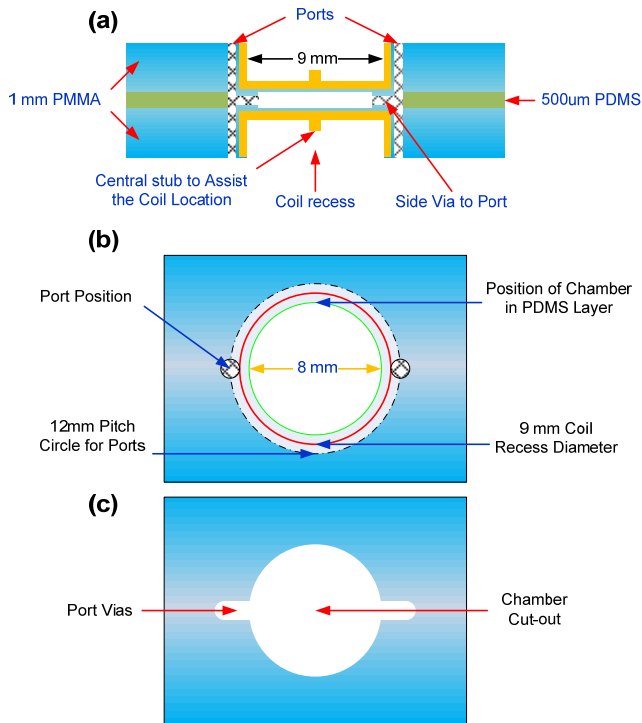 (a)
Ports
9 mm
1 mm PMMA
500um PDMS
Central stub to Assist
the Coil Location
Coil recess
Side Via to Port
(b)
Port Position
Position of Chamber
in PDMS Layer
8 mm
12mm Pitch
Circle for Ports
9 mm Coil
Recess Diameter
(c)
Port Vias
Chamber
Cut-out